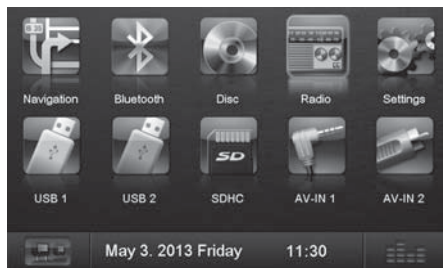 Navigation Bluetooth Disc Radio Settings
SD
USB 1 USB 2 SDHC AV-IN 1 AV-IN 2
May 3. 2013 Friday 11:30